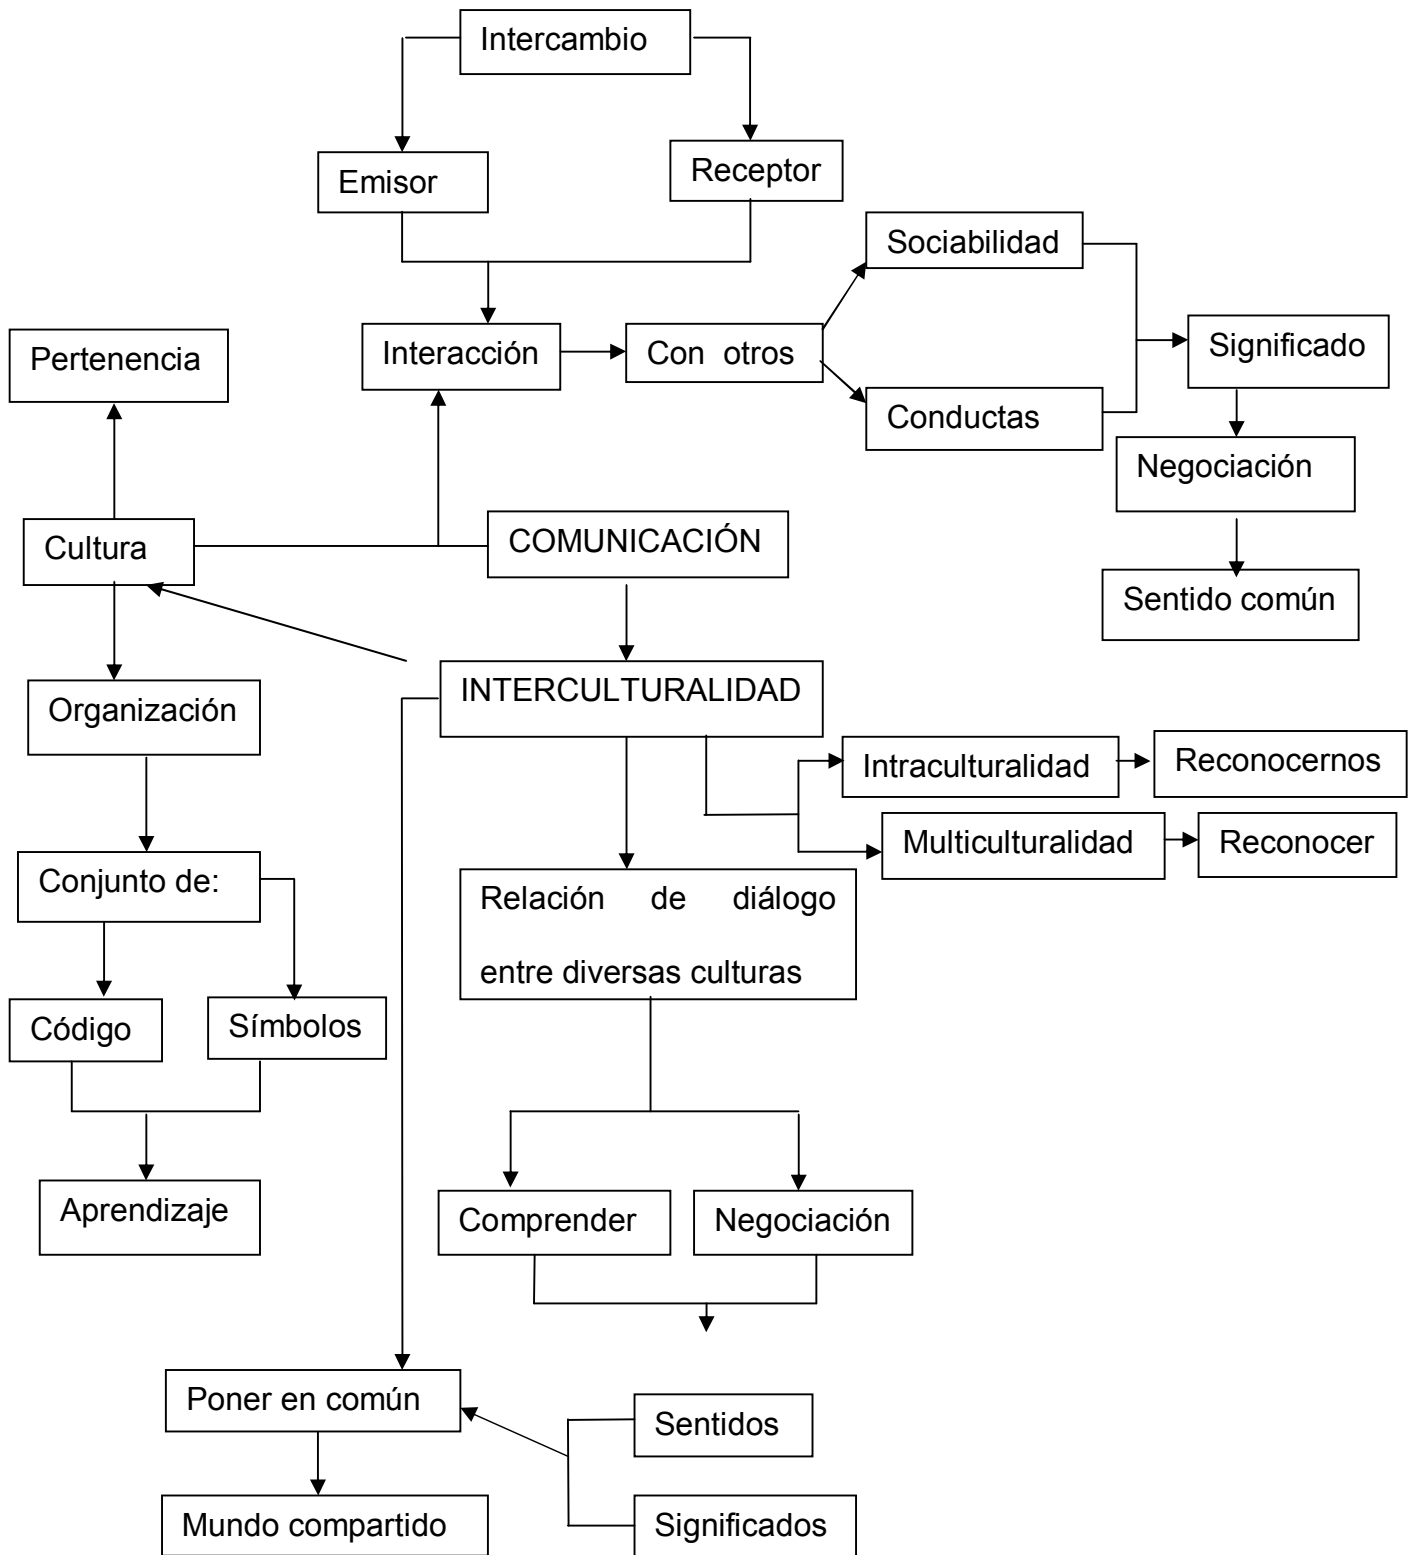 Intercambio
Emisor
Receptor
Sociabilidad
Pertenencia
Interacción
Con otros
Significado
Conductas
Negociación
Cultura
COMUNICACIÓN
Sentido común
Organización
INTERCULTURALIDAD
Intraculturalidad
Reconocernos
Multiculturalidad
Reconocer
Conjunto de:
Relación de diálogo
entre diversas culturas
Código
Símbolos
Aprendizaje
Comprender
Negociación
Poner en común
Sentidos
Mundo compartido
Significados